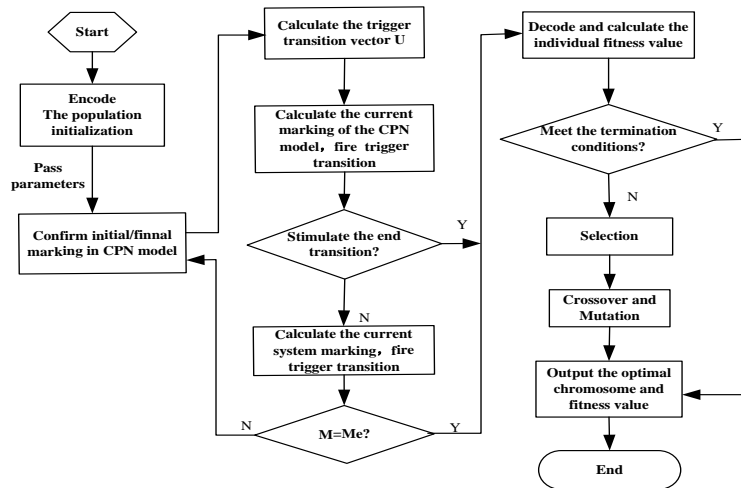 Start
Encode
The population
initialization
Pass
parameters
Confirm initial/finnal
marking in CPN model
Calculate the trigger
transition vector U
Calculate the current
marking of the CPN
model, fire trigger
transition
Stimulate the end
transition?
Y
N
Calculate the current
system marking, fire
trigger transition
M=Me?
N
Y
Decode and calculate the
individual fitness value
Meet the termination
conditions?
Y
N
Selection
Crossover and
Mutation
Output the optimal
chromosome and
fitness value
End